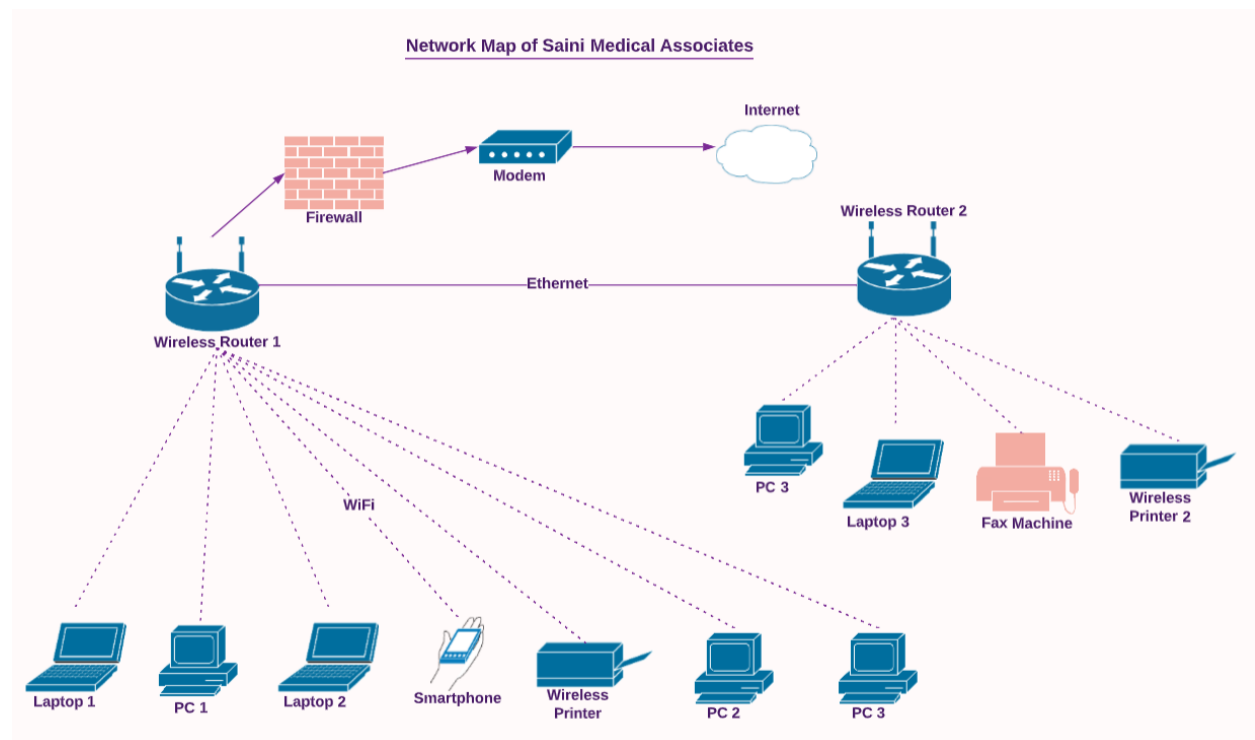 Network Map of Saini Medical Associates
Internet
Modem
Firewall
Wireless Router 2
Ethernet
Wireless Router 1
PC 3
Laptop 3
Fax Machine
Wireless
Printer 2
WiFi
Laptop 1
PC 1
Laptop 2
Smartphone
Wireless
Printer
PC 2
PC 3